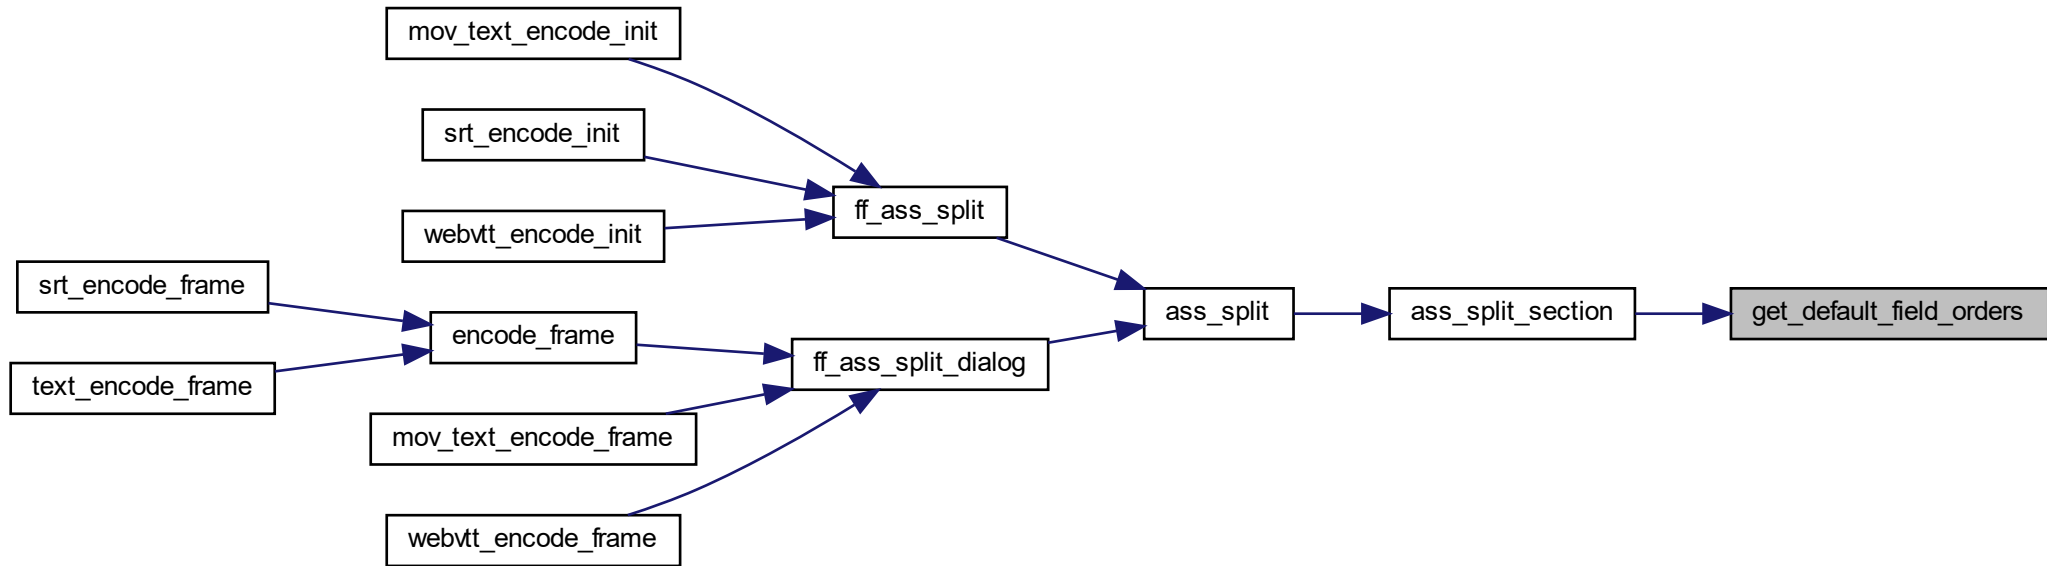 mov_text_encode_init
srt_encode_init
ff_ass_split
webvtt_encode_init
srt_encode_frame
ass_split
ass_split_section
get_default_field_orders
encode_frame
ff_ass_split_dialog
text_encode_frame
mov_text_encode_frame
webvtt_encode_frame